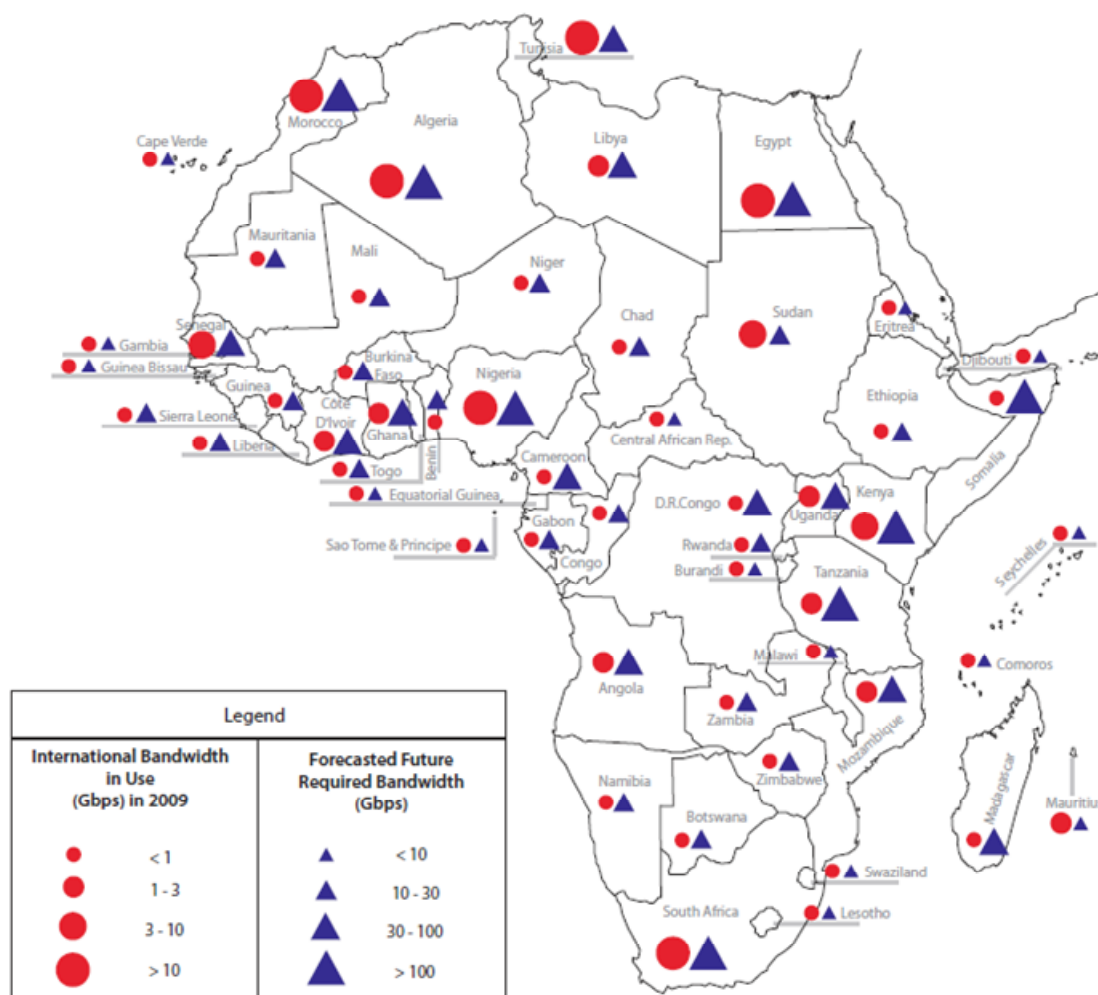 Tunisia
Morocco
Algeria
Libya
Egypt
Cape Verde
Mauritania
Mali
Niger
Chad
Sudan
Eritrea
Senegal
Gambia
Guinea Bissau
Burkina
Faso
Nigeria
Djibouti
Guinea
Côte
D'Ivoir
Ghana
Benin
Ethiopia
Sierra Leone
Liberia
Togo
Central African Rep.
Cameroon
Somalia
Equatorial Guinea
D.R.Congo
Uganda
Kenya
Gabon
Sao Tome & Principe
Congo
Rwanda
Burandi
Seychelles
Tanzania
Malawi
Comoros
Angola
Zambia
Mozambique
Zimbabwe
Namibia
Botswana
Madagascar
Mauritiu
Swaziland
South Africa
Lesotho
Legend
International Bandwidth
in Use
(Gbps) in 2009
< 1
1 - 3
3 - 10
> 10
Forecasted Future
Required Bandwidth
(Gbps)
< 10
10 - 30
30 - 100
> 100